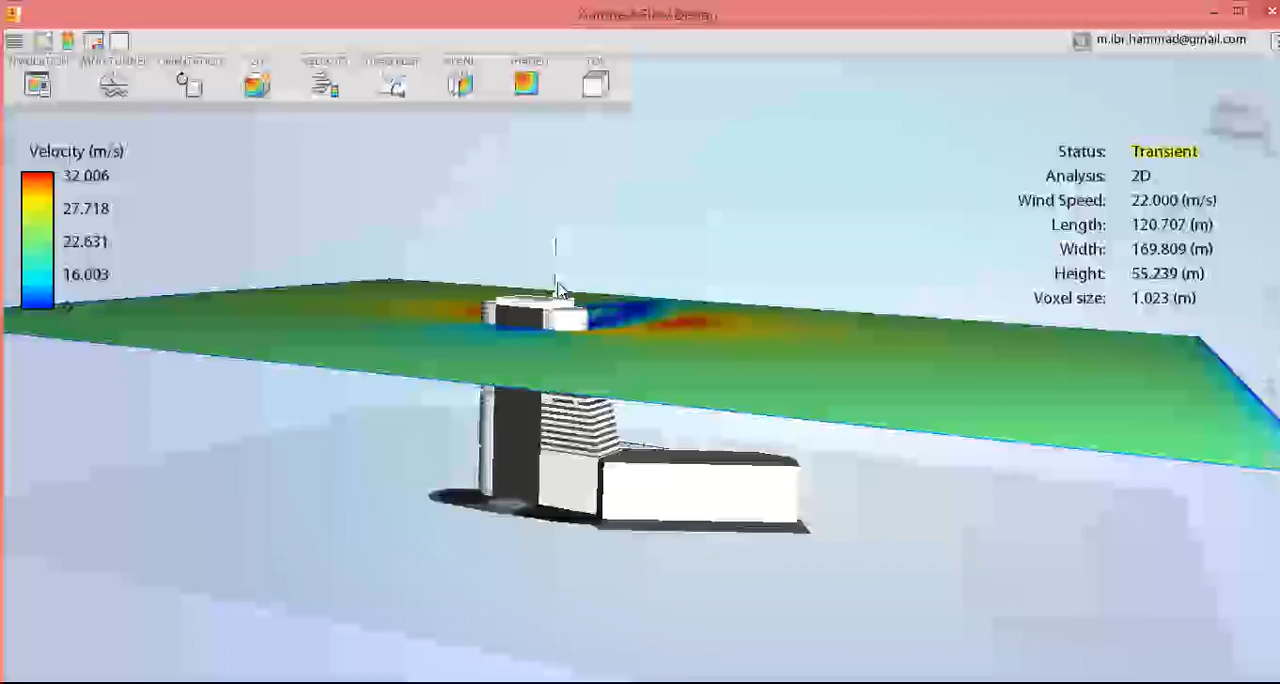 m.ibr.hammad@gmail.com
Velocity (m/s)
32.006
27.718
22.631
16.003
Status: Transient
Analysis: 2D
Wind Speed: 22.000 (m/s)
Length: 120.707 (m)
Width: 169.809 (m)
Height: 55.239 (m)
Voxel size: 1.023 (m)